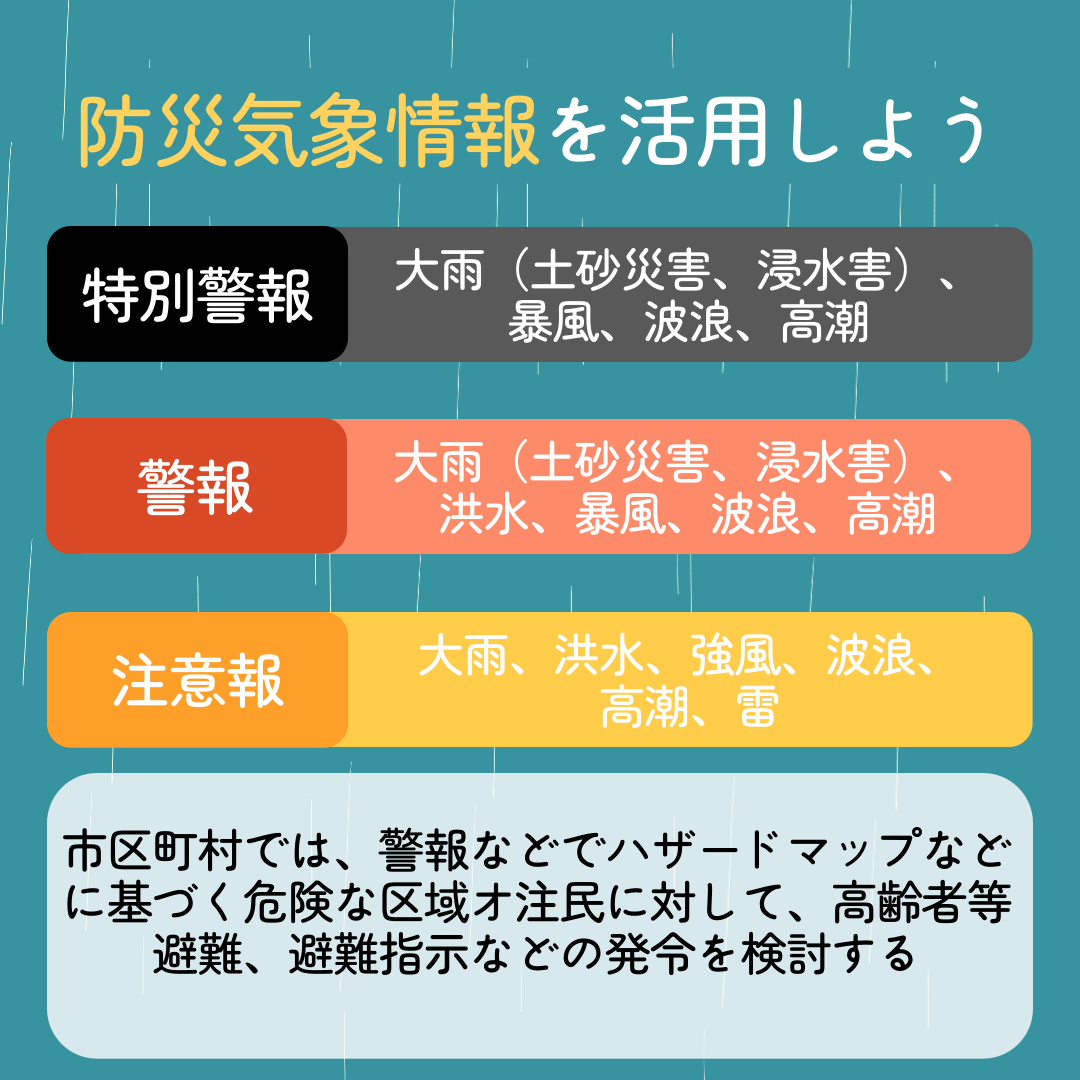 防災気象情報を活用しよう
特別警報
大雨（土砂災害、浸水害）、
暴風、波浪、高潮
警報
大雨（土砂災害、浸水害）、
洪水、暴風、波浪、高潮
注意報
大雨、洪水、強風、波浪、
高潮、雷
市区町村では、警報などでハザードマップなど
に基づく危険な区域オ注民に対して、高齢者等
避難、避難指示などの発令を検討する